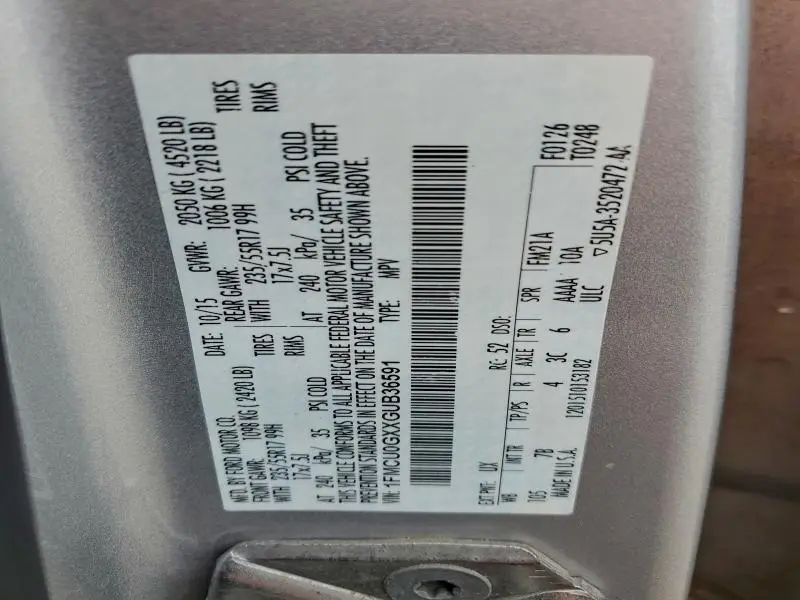 MFD. BY FORD MOTOR CO.
DATE: 10/15 GVWR: 2050 KG ( 4520 LB)
FRONT GAWR: 1098 KG ( 2420 LB) REAR GAWR: 1006 KG ( 2218 LB)
WITH 235/55R17 99H TIRES WITH 235/55R17 99H TIRES
17x7.5J RIMS 17x7.5J RIMS
AT 240 kPa/ 35 PSI COLD AT 240 kPa/ 35 PSI COLD
THIS VEHICLE CONFORMS TO ALL APPLICABLE FEDERAL MOTOR VEHICLE SAFETY AND THEFT
PREVENTION STANDARDS IN EFFECT ON THE DATE OF MANUFACTURE SHOWN ABOVE.
VIN: 1FMCU0GXXGUB36591 TYPE: MPV
F0126
T0248
EXT PNT: UX RC: 52 DSO:
WB INT TR TP/PS R AXLE TR SPR FM21A
105 7B 4 3C 6 AAAA 10A
MADE IN U.S.A. 1201510153182 ULC ▽5U5A-3520472 AA